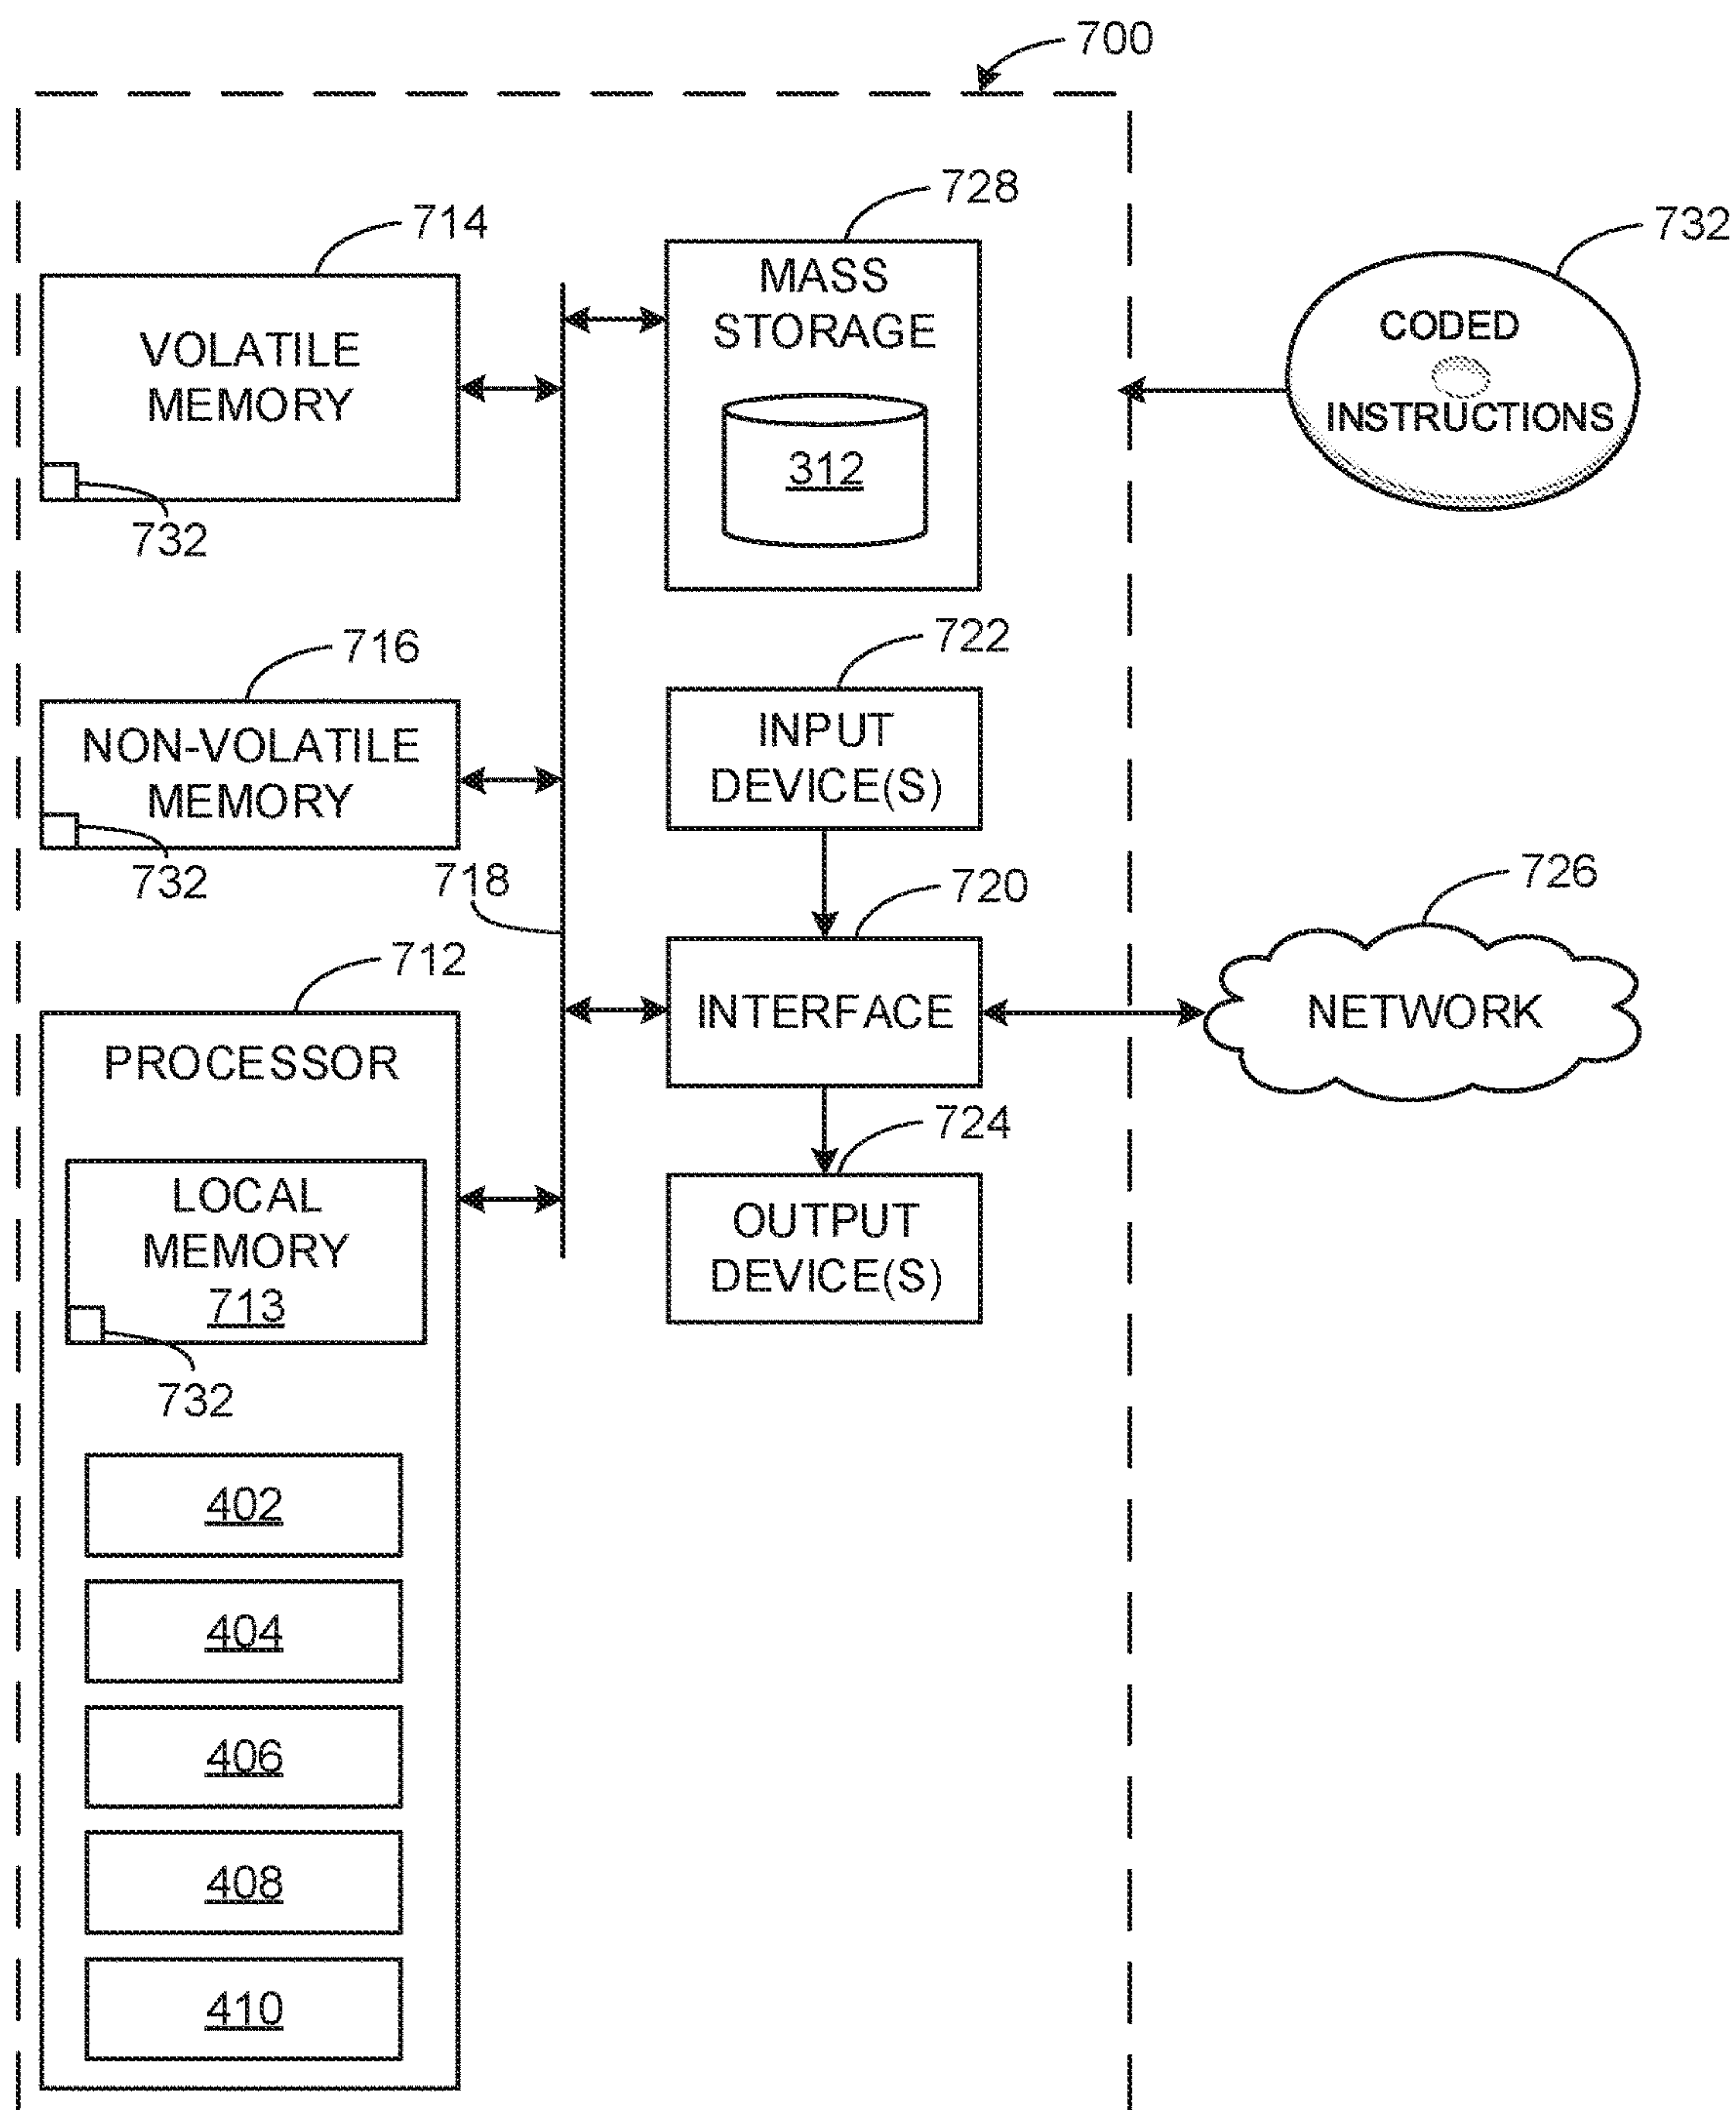 700
728
714
732
MASS
STORAGE
VOLATILE
MEMORY
CODED
INSTRUCTIONS
312
732
722
716
INPUT
DEVICE(S)
NON-VOLATILE
MEMORY
732
718
720
726
712
INTERFACE
NETWORK
PROCESSOR
724
LOCAL
MEMORY
713
OUTPUT
DEVICE(S)
732
402
404
406
408
410